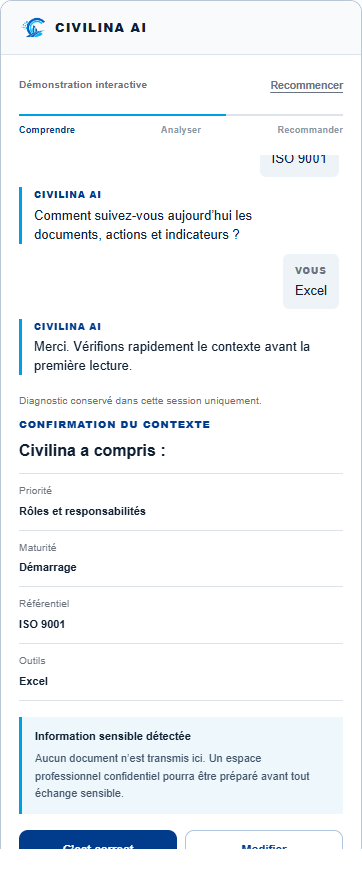 CIVILINA AI
Démonstration interactive
Recommencer
Comprendre
Analyser
Recommander
ISO 9001
CIVILINA AI
Comment suivez-vous aujourd'hui les
documents, actions et indicateurs ?
VOUS
Excel
CIVILINA AI
Merci. Vérifions rapidement le contexte avant la
première lecture.
Diagnostic conservé dans cette session uniquement.
CONFIRMATION DU CONTEXTE
Civilina a compris :
Priorité
Rôles et responsabilités
Maturité
Démarrage
Référentiel
ISO 9001
Outils
Excel
Information sensible détectée
Aucun document n'est transmis ici. Un espace
professionnel confidentiel pourra être préparé avant tout
échange sensible.
C'est correct
Modifier